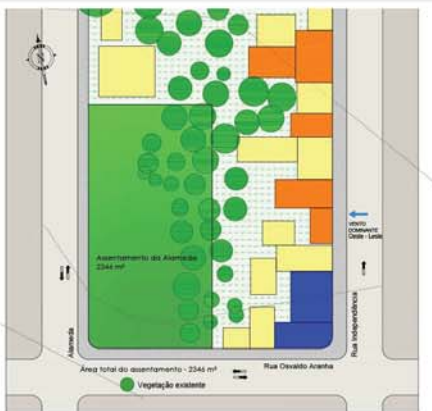 VENTO
DOMINANTE
Oeste - Leste
Assentamento da Alameda
2346 m²
Alameda
Rua Independência
Área total do assentamento - 2346 m²
Rua Osvaldo Aranha
Vegetação existente